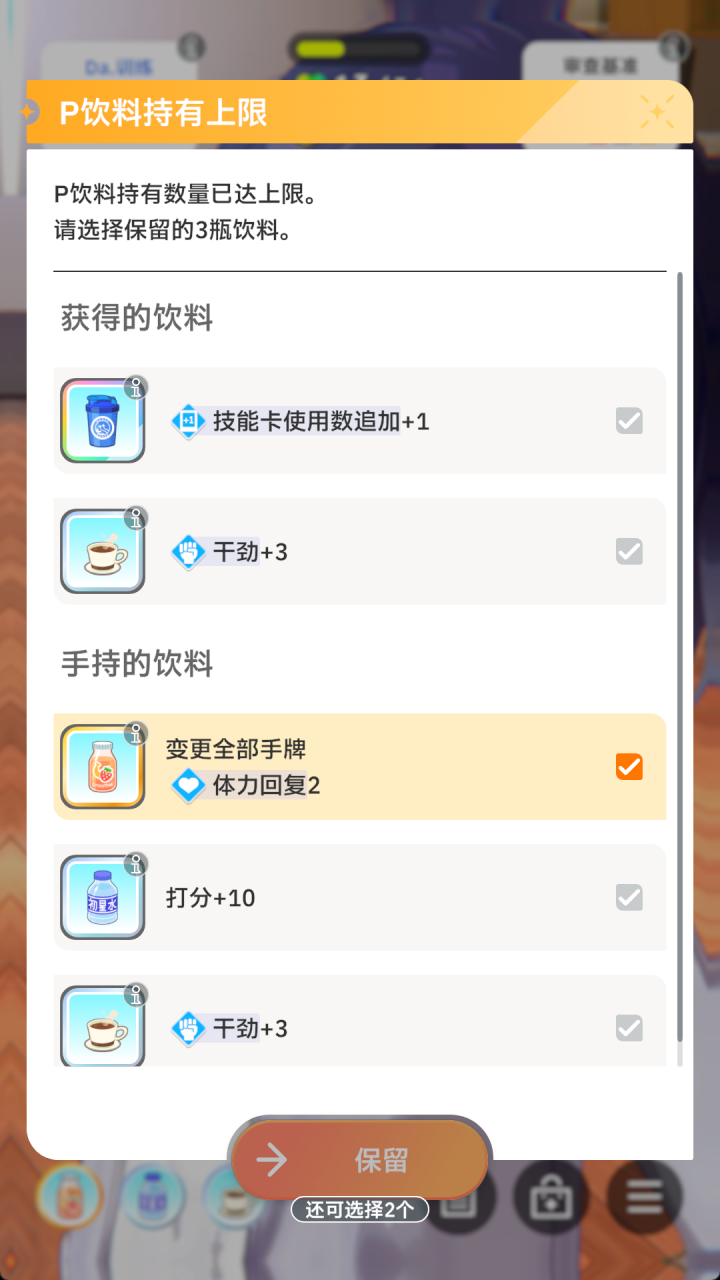 Da.训练
审查基准
P饮料持有上限
P饮料持有数量已达上限。
请选择保留的3瓶饮料。
获得的饮料
+1
技能卡使用数追加+1
干劲+3
手持的饮料
变更全部手牌
体力回复2
初星水
打分+10
干劲+3
保留
还可选择2个